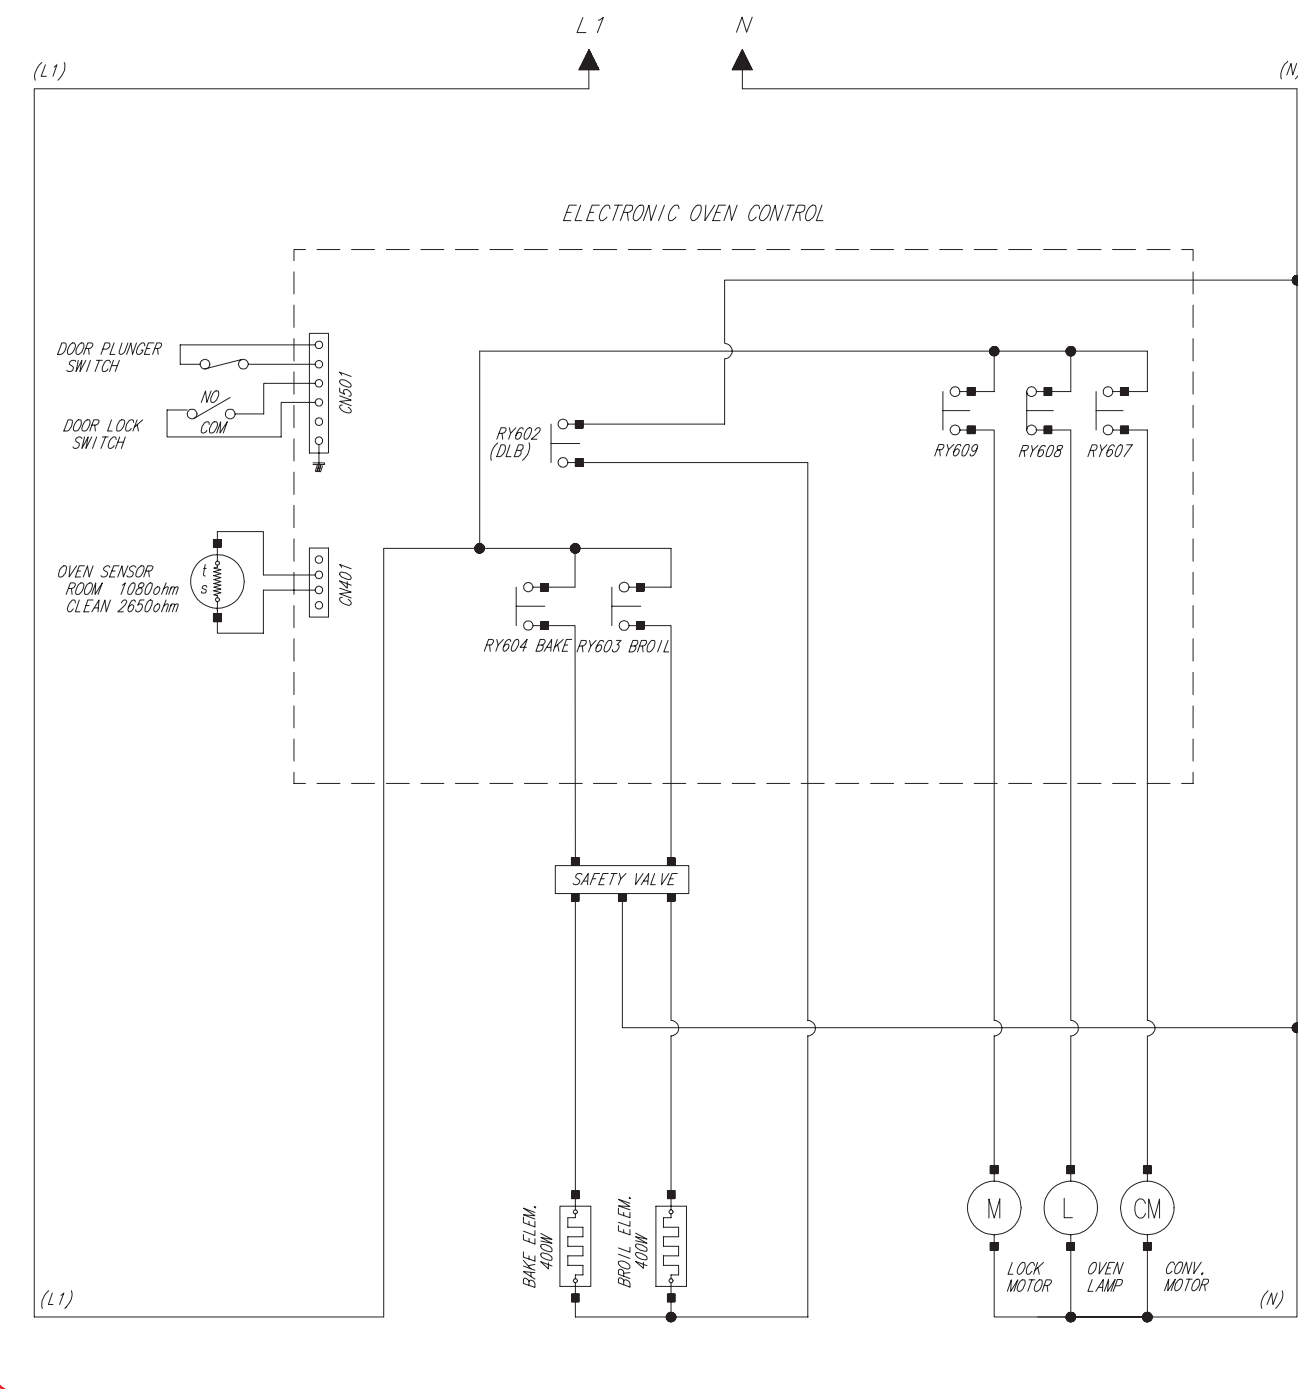 L1
N
(L1)
(N)
ELECTRONIC OVEN CONTROL
DOOR PLUNGER
SWITCH
CN501
NO
COM
DOOR LOCK
SWITCH
RY602
(DLB)
RY609
RY608
RY607
OVEN SENSOR
ROOM 1080ohm
CLEAN 2650ohm
t
s
CN401
RY604 BAKE
RY603 BROIL
SAFETY VALVE
BAKE ELEM.
400W
BROIL ELEM.
400W
M
L
CM
LOCK
MOTOR
OVEN
LAMP
CONV.
MOTOR
(L1)
(N)